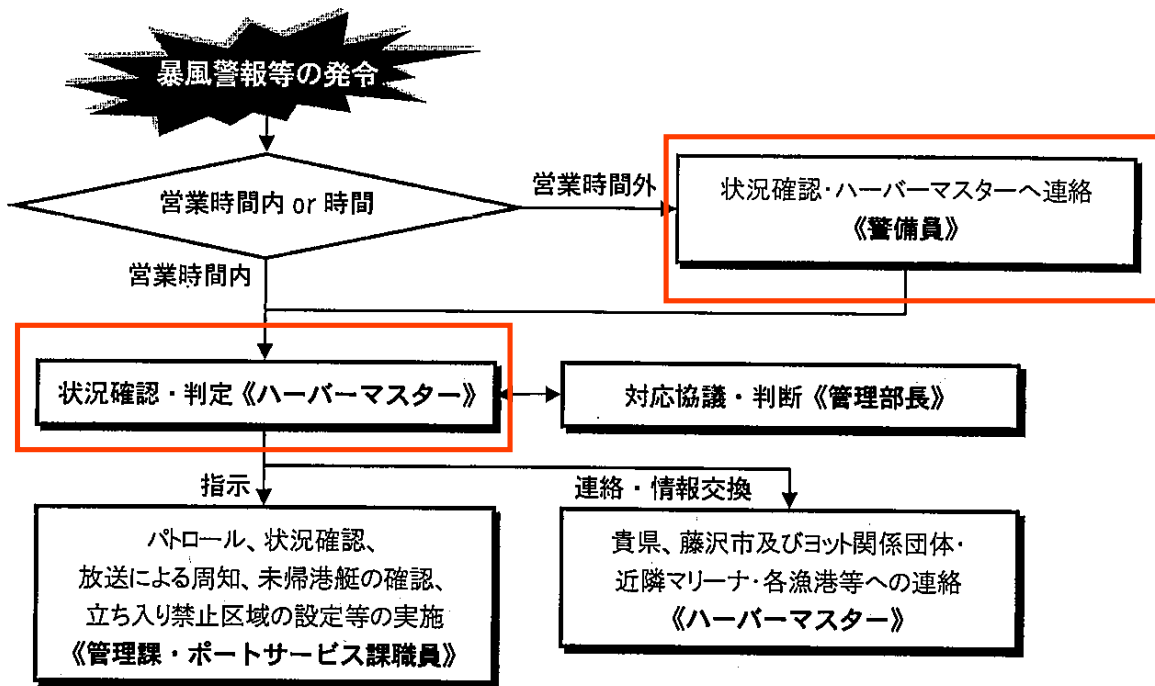 暴風警報等の発令
営業時間内 or 時間
営業時間外
状況確認・ハーバーマスターへ連絡
《警備員》
営業時間内
状況確認・判定《ハーバーマスター》
対応協議・判断《管理部長》
指示
連絡・情報交換
パトロール、状況確認、
放送による周知、未帰港艇の確認、
立ち入り禁止区域の設定等の実施
《管理課・ポートサービス課職員》
貴県、藤沢市及びヨット関係団体・
近隣マリーナ・各漁港等への連絡
《ハーバーマスター》